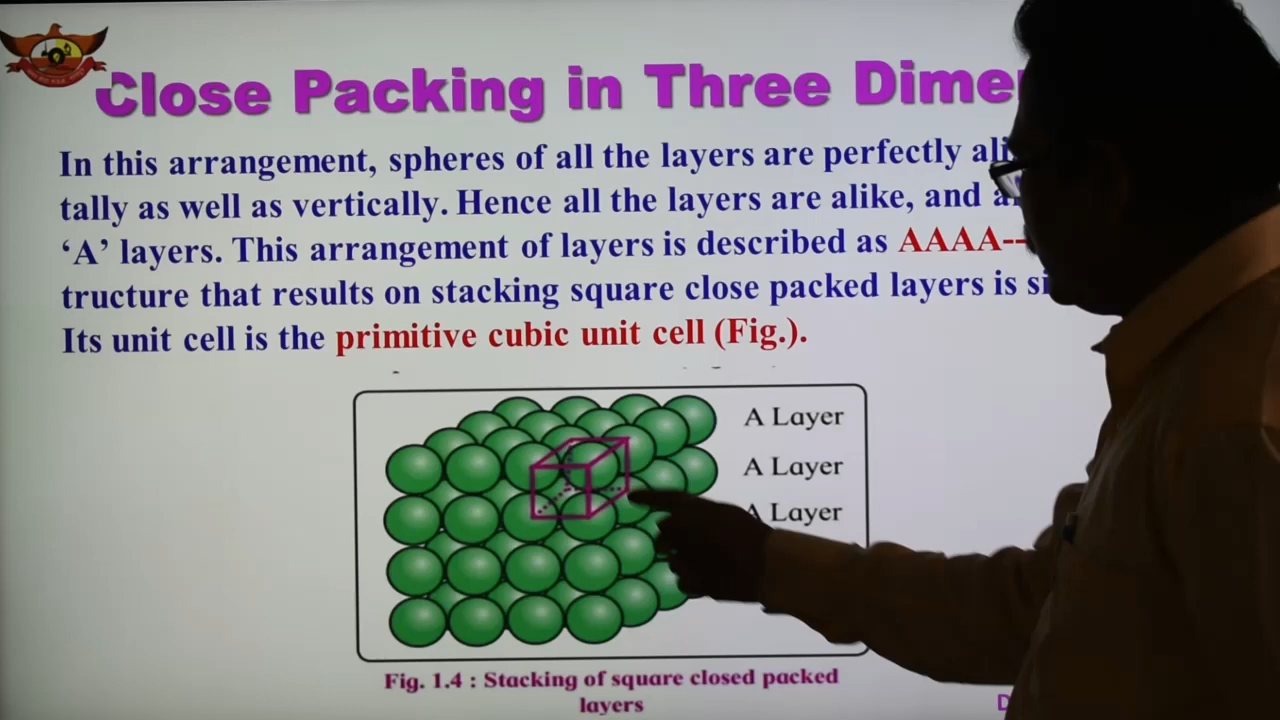 Close Packing in Three
In this arrangement, spheres of all the layers are perfectly
tally as well as vertically. Hence all the layers are alike, and
‘A’ layers. This arrangement of layers is described as AAAA--
tructure that results on stacking square close packed layers is
Its unit cell is the primitive cubic unit cell (Fig.).
A Layer
A Layer
A Layer
Fig. 1.4 : Stacking of square closed packed
layers